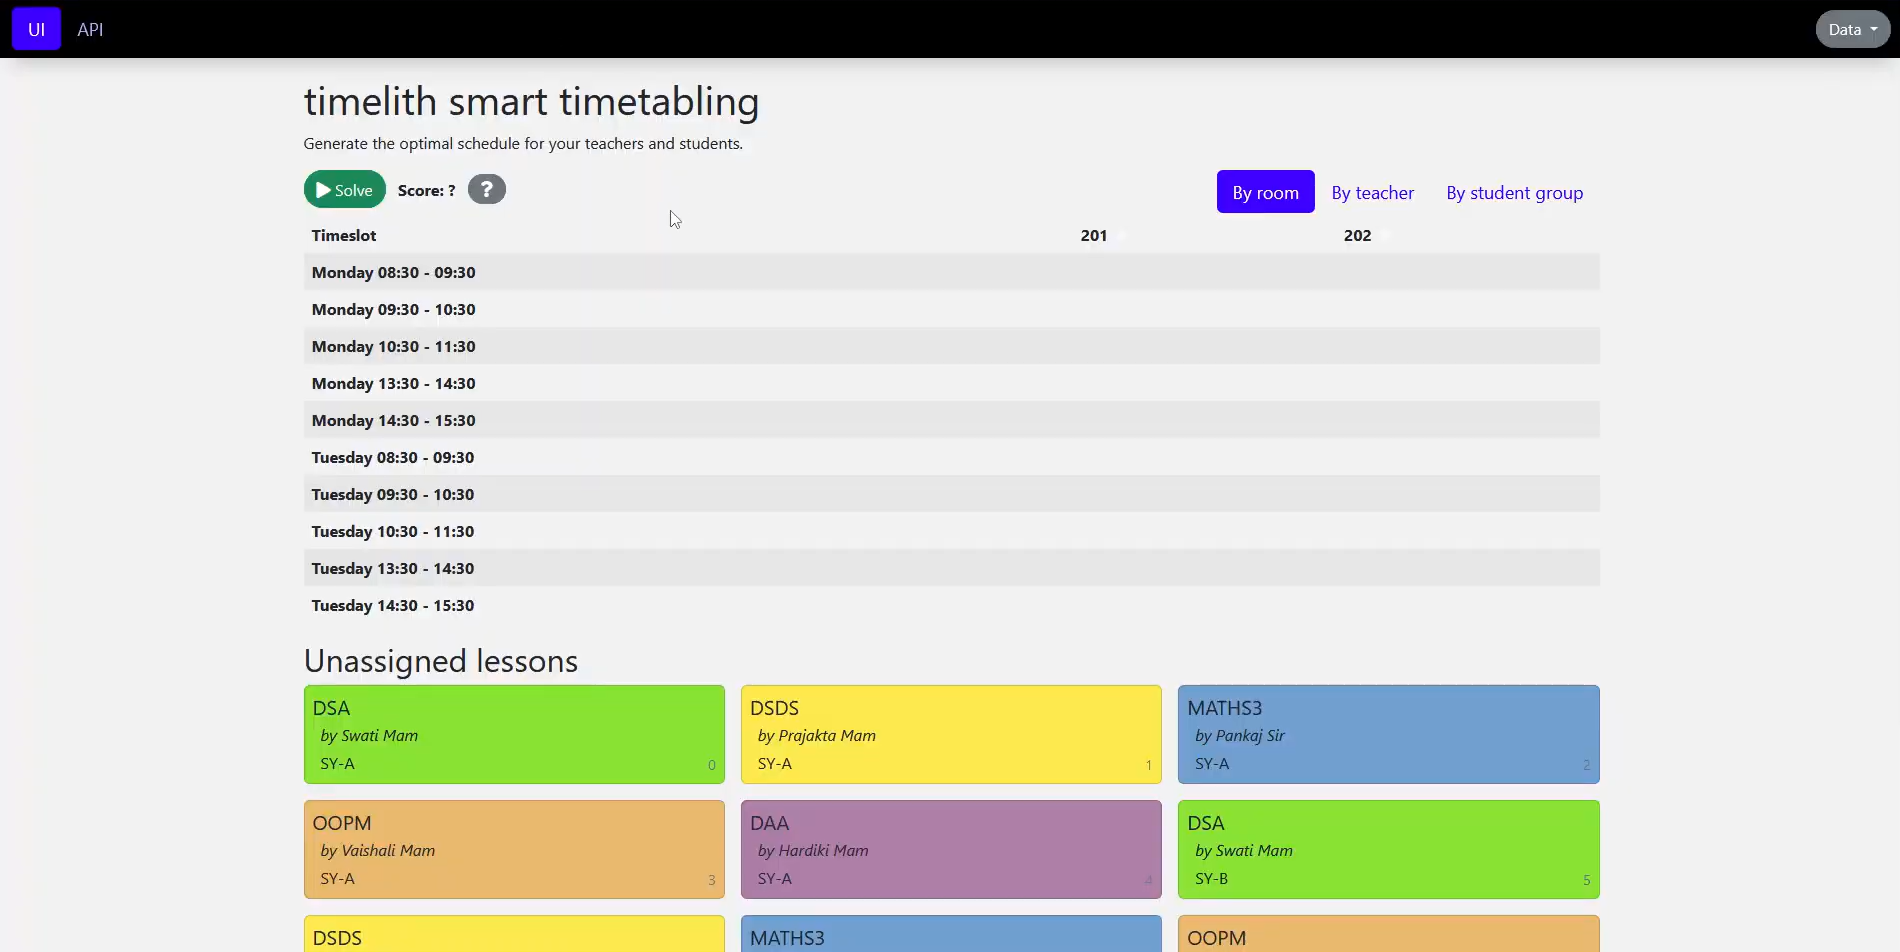 UI API Data
timelith smart timetabling
Generate the optimal schedule for your teachers and students.
Solve Score: ? ? By room By teacher By student group
Timeslot 201 202
Monday 08:30 - 09:30
Monday 09:30 - 10:30
Monday 10:30 - 11:30
Monday 13:30 - 14:30
Monday 14:30 - 15:30
Tuesday 08:30 - 09:30
Tuesday 09:30 - 10:30
Tuesday 10:30 - 11:30
Tuesday 13:30 - 14:30
Tuesday 14:30 - 15:30
Unassigned lessons
DSA
by Swati Mam
SY-A 0
DSDS
by Prajakta Mam
SY-A 1
MATHS3
by Pankaj Sir
SY-A 2
OOPM
by Vaishali Mam
SY-A 3
DAA
by Hardiki Mam
SY-A 4
DSA
by Swati Mam
SY-B 5
DSDS
MATHS3
OOPM